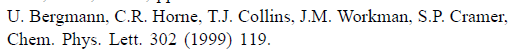 U. Bergmann, C.R. Horne, T.J. Collins, J.M. Workman, S.P. Cramer,
Chem. Phys. Lett. 302 (1999) 119.